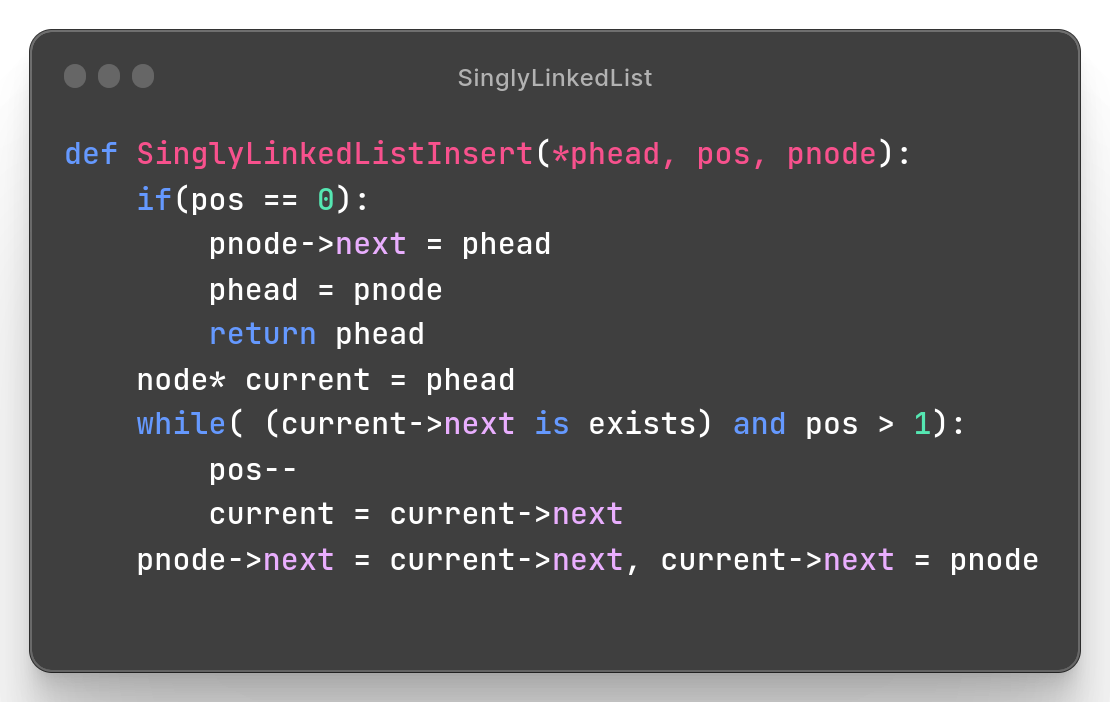 SinglyLinkedList
def SinglyLinkedListInsert(*phead, pos, pnode):
    if(pos == 0):
        pnode->next = phead
        phead = pnode
        return phead
    node* current = phead
    while( (current->next is exists) and pos > 1):
        pos--
        current = current->next
    pnode->next = current->next, current->next = pnode